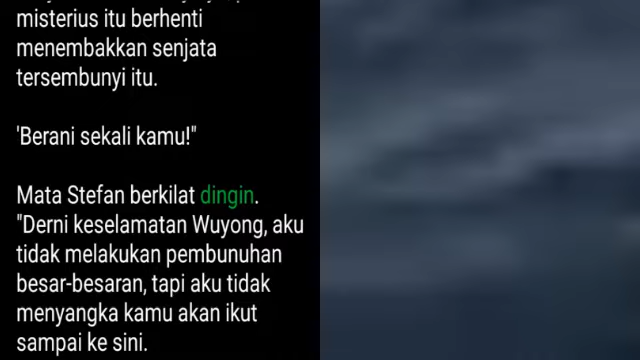 misterius itu berhenti
menembakkan senjata
tersembunyi itu.
'Berani sekali kamu!"
Mata Stefan berkilat dingin.
"Derni keselamatan Wuyong, aku
tidak melakukan pembunuhan
besar-besaran, tapi aku tidak
menyangka kamu akan ikut
sampai ke sini.